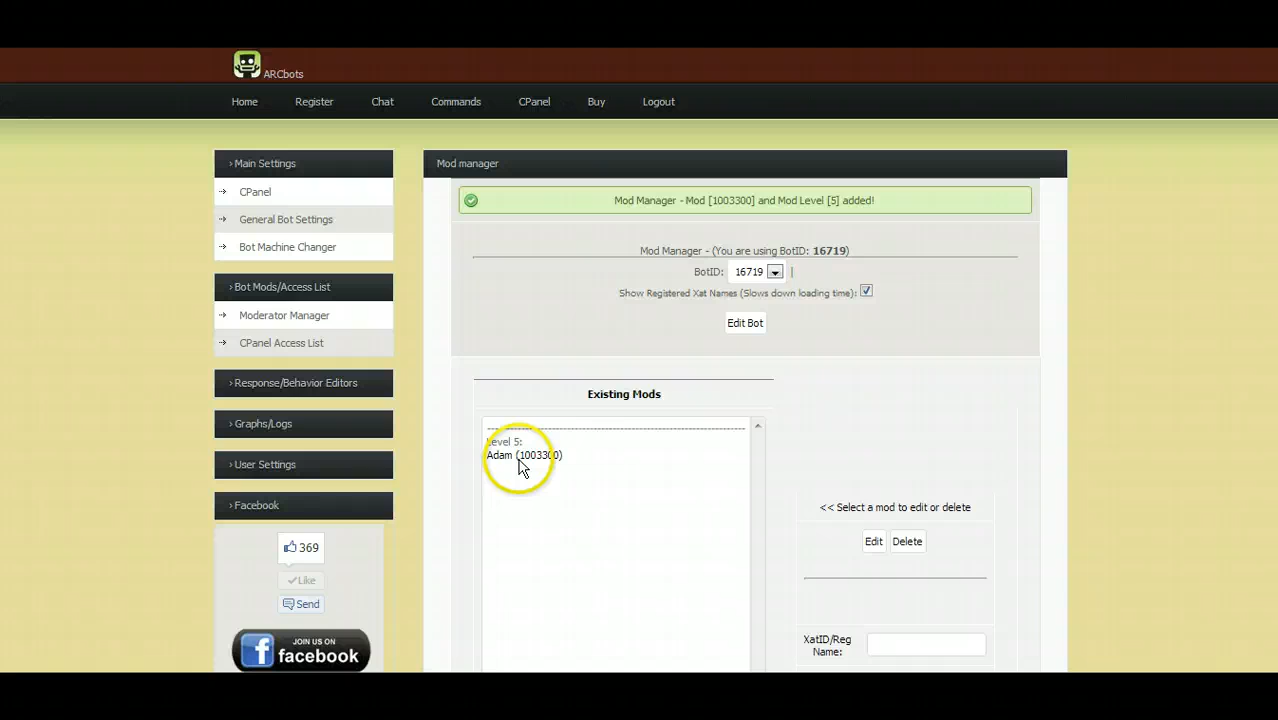 ARCbots
Home Register Chat Commands CPanel Buy Logout
› Main Settings
CPanel
General Bot Settings
Bot Machine Changer
› Bot Mods/Access List
Moderator Manager
CPanel Access List
› Response/Behavior Editors
› Graphs/Logs
› User Settings
› Facebook
369
Like
Send
JOIN US ON
facebook
Mod manager
Mod Manager - Mod [1003300] and Mod Level [5] added!
Mod Manager - (You are using BotID: 16719)
BotID: 16719 |
Show Registered Xat Names (Slows down loading time):
Edit Bot
Existing Mods
Level 5:
Adam (1003300)
<< Select a mod to edit or delete
Edit Delete
XatID/Reg
Name: